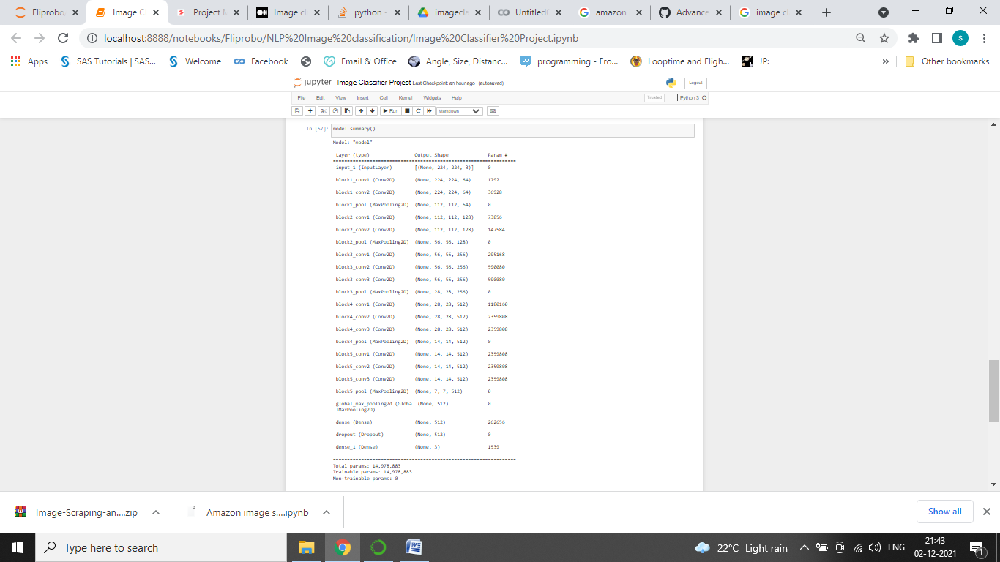 Fliprobo.
Image C
Project M
Image cl
python -
imagecla
Untitled
amazon
Advance
image cl
localhost:8888/notebooks/Fliprobo/NLP%20Image%20classification/Image%20Classifier%20Project.ipynb
S
Apps
SAS Tutorials | SAS...
Welcome
Facebook
Email & Office
Angle, Size, Distanc...
programming - Fro...
Looptime and Fligh...
JP:
»
Other bookmarks
jupyter Image Classifier Project Last Checkpoint: an hour ago (autosaved)
Logout
File Edit View Insert Cell Kernel Widgets Help
Trusted
Python 3
Run
Markdown
In [57]: model.summary()
Model: "model"
Layer (type) Output Shape Param #
input_1 (InputLayer) [(None, 224, 224, 3)] 0
block1_conv1 (Conv2D) (None, 224, 224, 64) 1792
block1_conv2 (Conv2D) (None, 224, 224, 64) 36928
block1_pool (MaxPooling2D) (None, 112, 112, 64) 0
block2_conv1 (Conv2D) (None, 112, 112, 128) 73856
block2_conv2 (Conv2D) (None, 112, 112, 128) 147584
block2_pool (MaxPooling2D) (None, 56, 56, 128) 0
block3_conv1 (Conv2D) (None, 56, 56, 256) 295168
block3_conv2 (Conv2D) (None, 56, 56, 256) 590080
block3_conv3 (Conv2D) (None, 56, 56, 256) 590080
block3_pool (MaxPooling2D) (None, 28, 28, 256) 0
block4_conv1 (Conv2D) (None, 28, 28, 512) 1180160
block4_conv2 (Conv2D) (None, 28, 28, 512) 2359808
block4_conv3 (Conv2D) (None, 28, 28, 512) 2359808
block4_pool (MaxPooling2D) (None, 14, 14, 512) 0
block5_conv1 (Conv2D) (None, 14, 14, 512) 2359808
block5_conv2 (Conv2D) (None, 14, 14, 512) 2359808
block5_conv3 (Conv2D) (None, 14, 14, 512) 2359808
block5_pool (MaxPooling2D) (None, 7, 7, 512) 0
global_max_pooling2d (Globa (None, 512) 0
lMaxPooling2D)
dense (Dense) (None, 512) 262656
dropout (Dropout) (None, 512) 0
dense_1 (Dense) (None, 3) 1539
Total params: 14,978,883
Trainable params: 14,978,883
Non-trainable params: 0
Image-Scraping-an....zip
Amazon image s....ipynb
Show all
Type here to search
22°C Light rain
ENG
21:43
02-12-2021
1